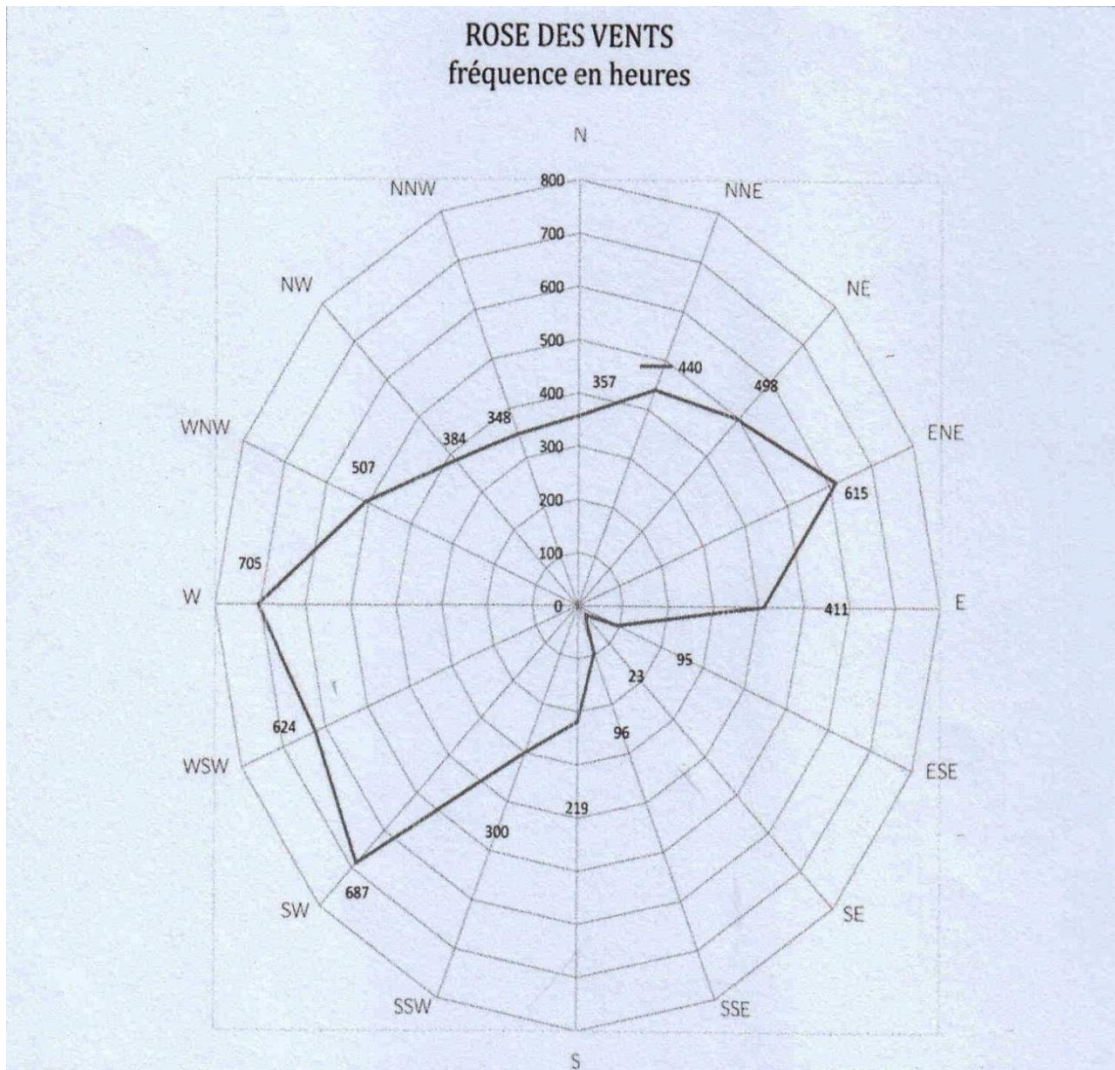 ROSE DES VENTS
fréquence en heures
N
800
NNW
NNE
700
NW
NE
600
500
440
357
498
400
348
WNW
384
ENE
300
507
615
200
705
100
W
0
E
411
95
23
624
96
WSW
ESE
219
300
687
SW
SE
SSW
SSE
S